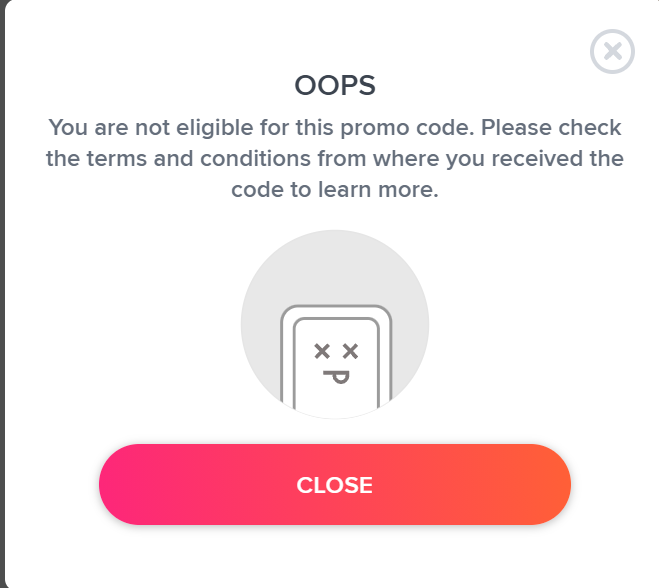 OOPS
You are not eligible for this promo code. Please check
the terms and conditions from where you received the
code to learn more.
CLOSE